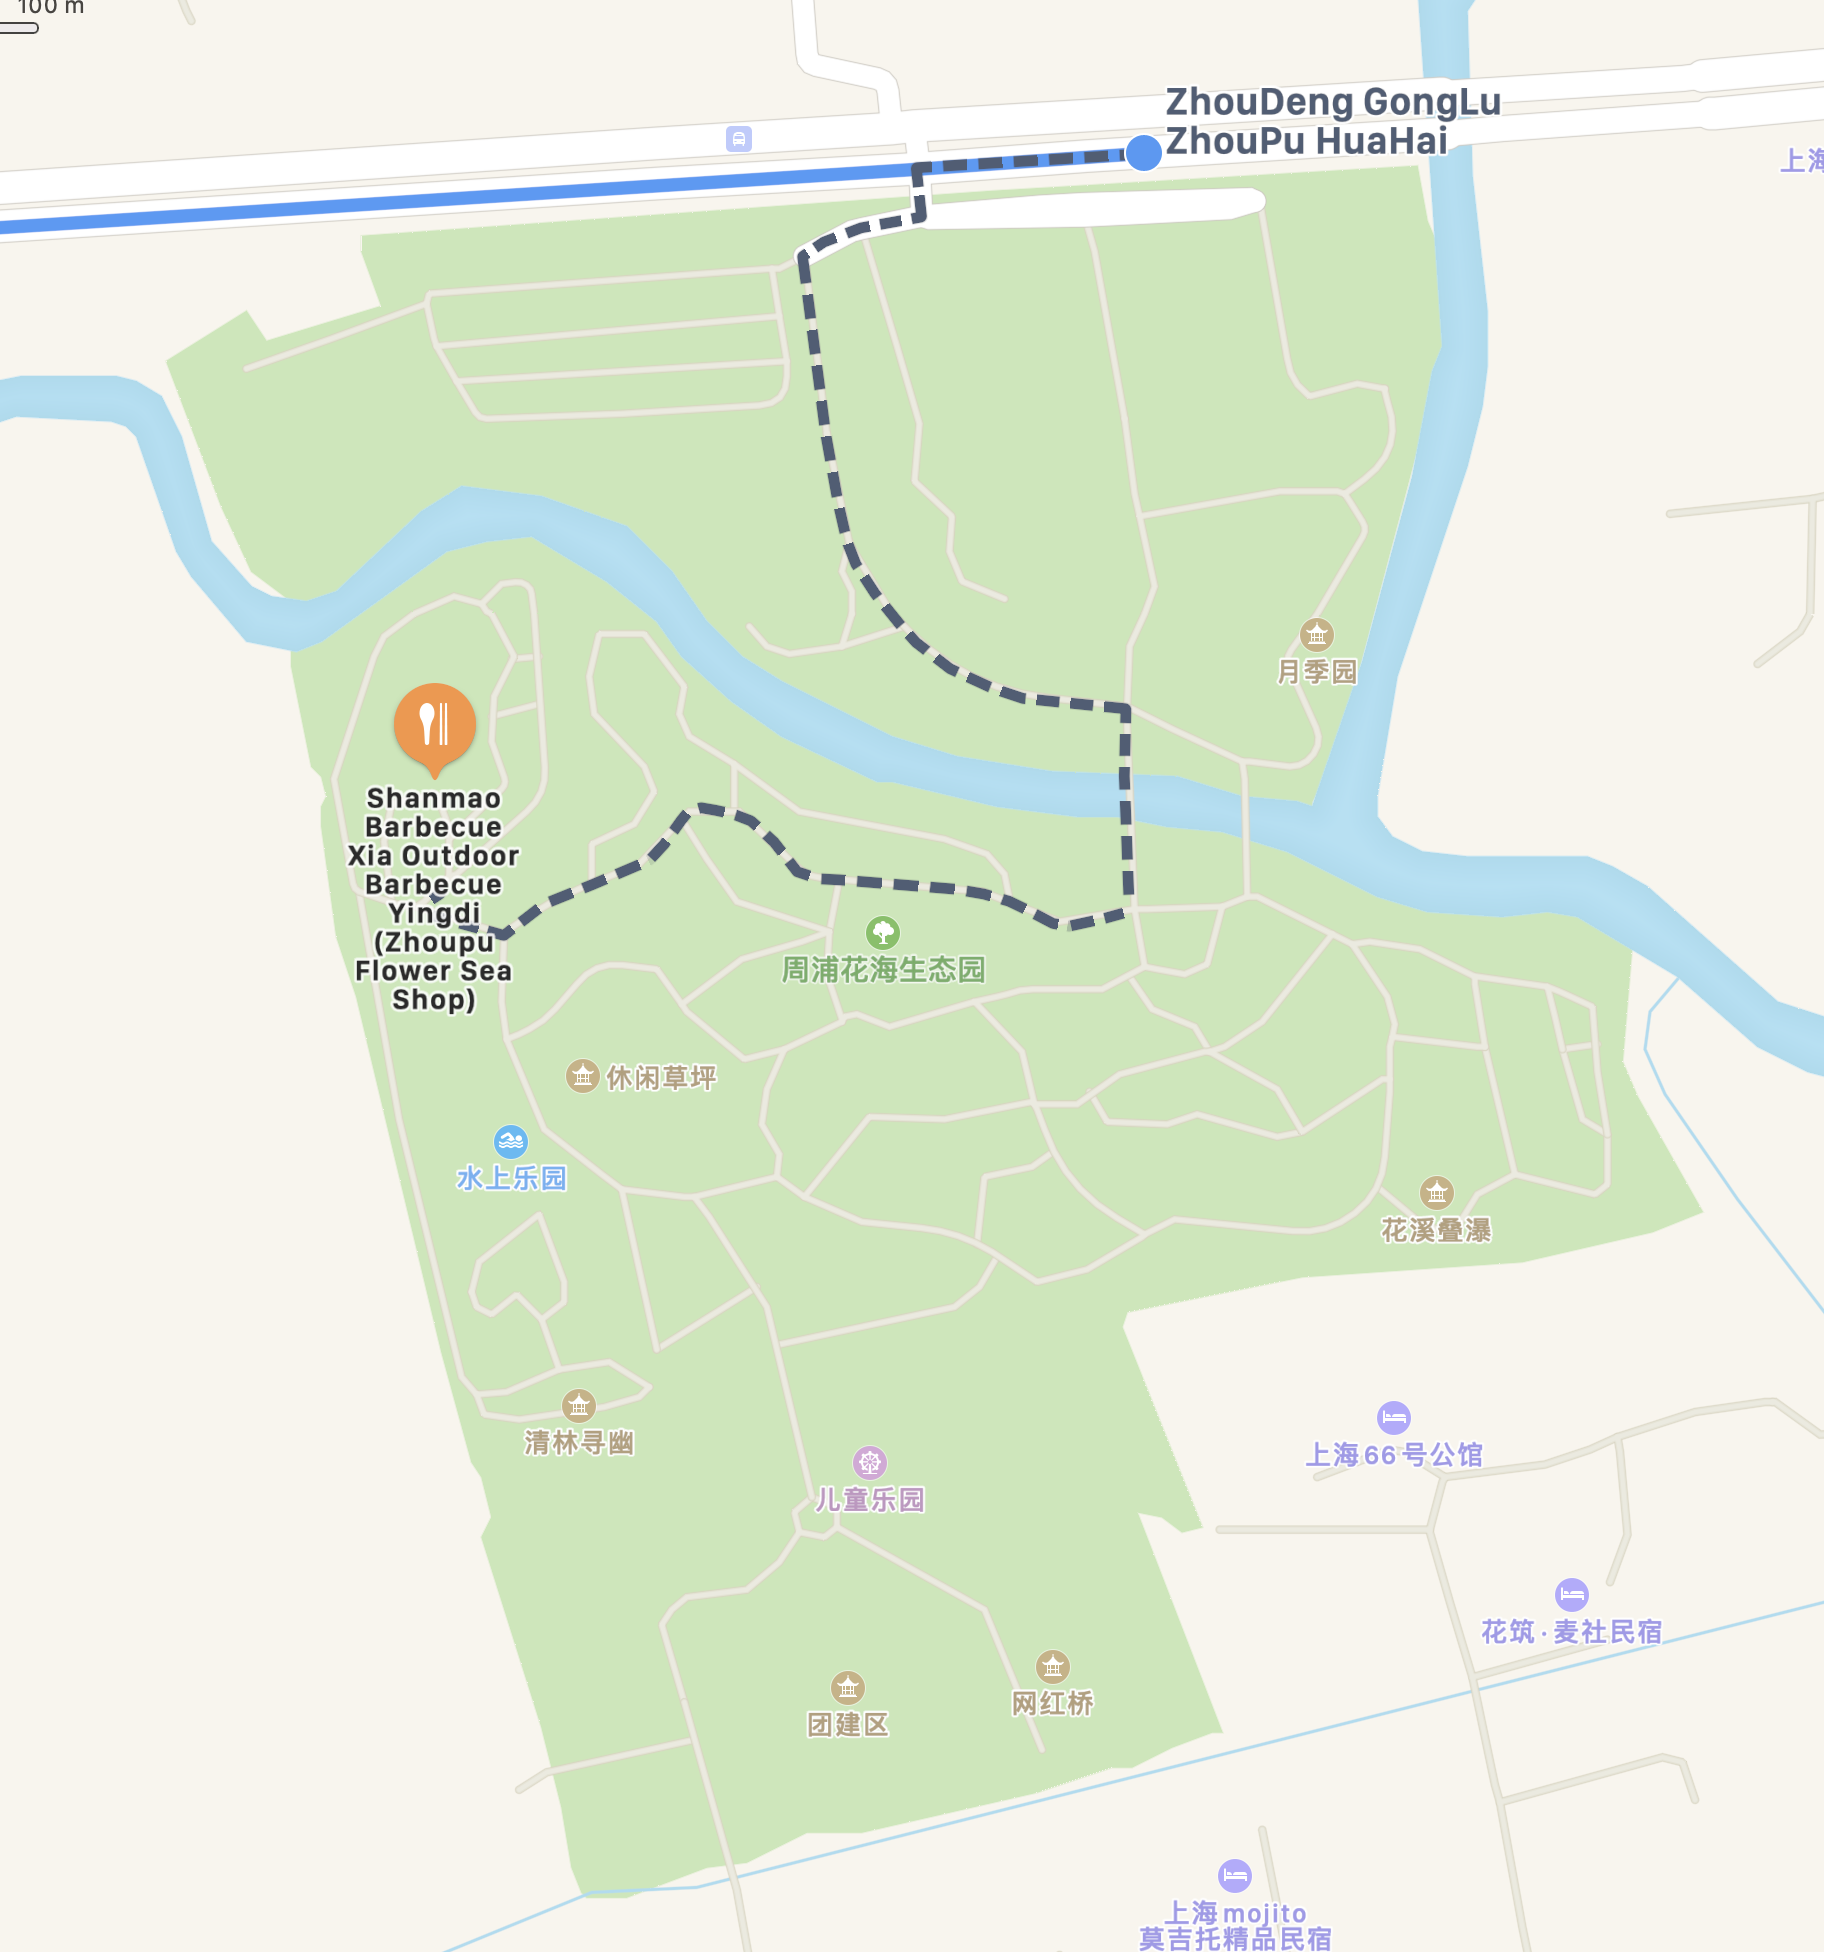 100 m
ZhouDeng GongLu
ZhouPu HuaHai
上海
月季园
Shanmao
Barbecue
Xia Outdoor
Barbecue
Yingdi
(Zhoupu
Flower Sea
Shop)
周浦花海生态园
休闲草坪
水上乐园
花溪叠瀑
清林寻幽
上海66号公馆
儿童乐园
花筑·麦社民宿
网红桥
团建区
上海mojito
莫吉托精品民宿